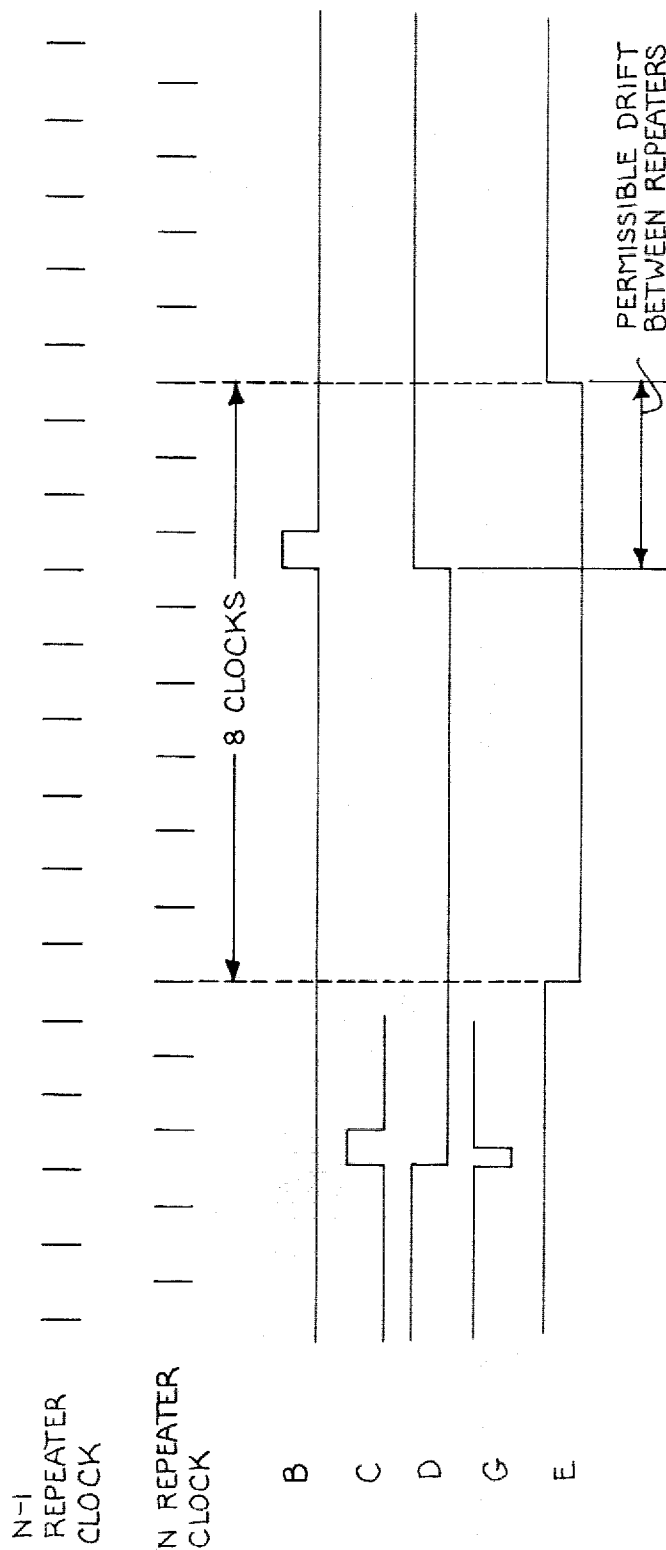 N-1
REPEATER
CLOCK
N REPEATER
CLOCK
8 CLOCKS
B
C
D
G
E
PERMISSIBLE DRIFT
BETWEEN REPEATERS